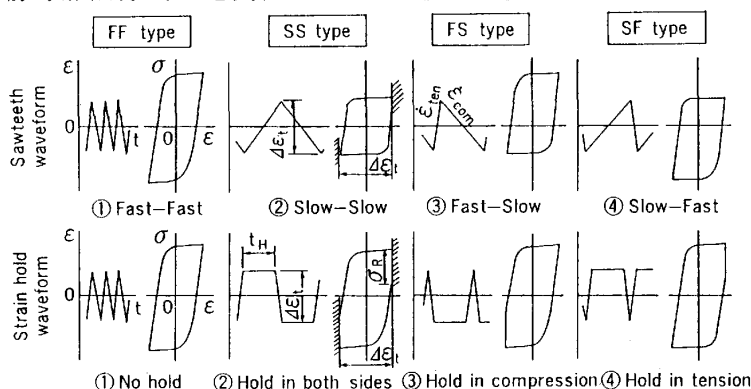 FF type
SS type
FS type
SF type
Sawteeth
waveform
ε
σ
0
t
0
ε
Δεt
Δεt
ε̇ten
ε̇com
① Fast–Fast
② Slow–Slow
③ Fast–Slow
④ Slow–Fast
Strain hold
waveform
ε
σ
0
t
0
ε
tH
Δεt
σR
Δεt
① No hold
② Hold in both sides
③ Hold in compression
④ Hold in tension